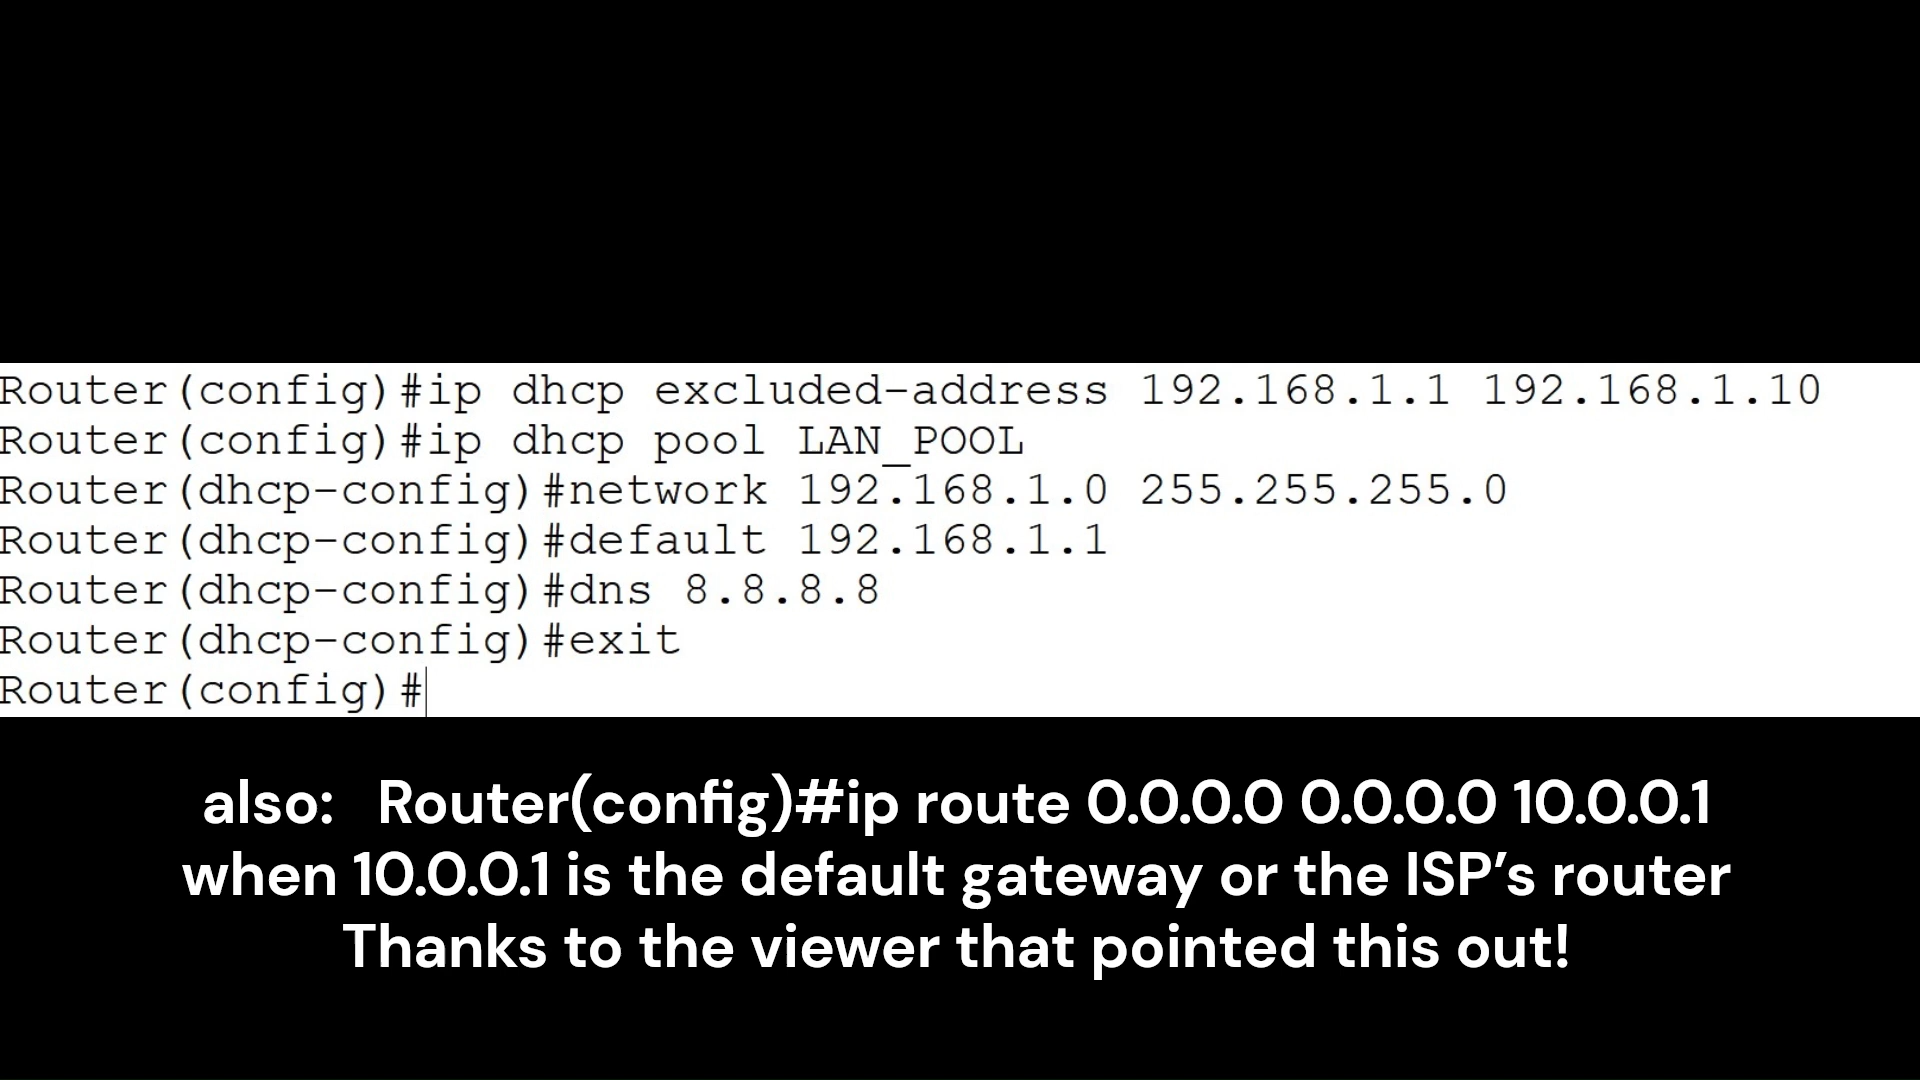 Router(config)#ip dhcp excluded-address 192.168.1.1 192.168.1.10
Router(config)#ip dhcp pool LAN_POOL
Router(dhcp-config)#network 192.168.1.0 255.255.255.0
Router(dhcp-config)#default 192.168.1.1
Router(dhcp-config)#dns 8.8.8.8
Router(dhcp-config)#exit
Router(config)#
also: Router(config)#ip route 0.0.0.0 0.0.0.0 10.0.0.1
when 10.0.0.1 is the default gateway or the ISP’s router
Thanks to the viewer that pointed this out!